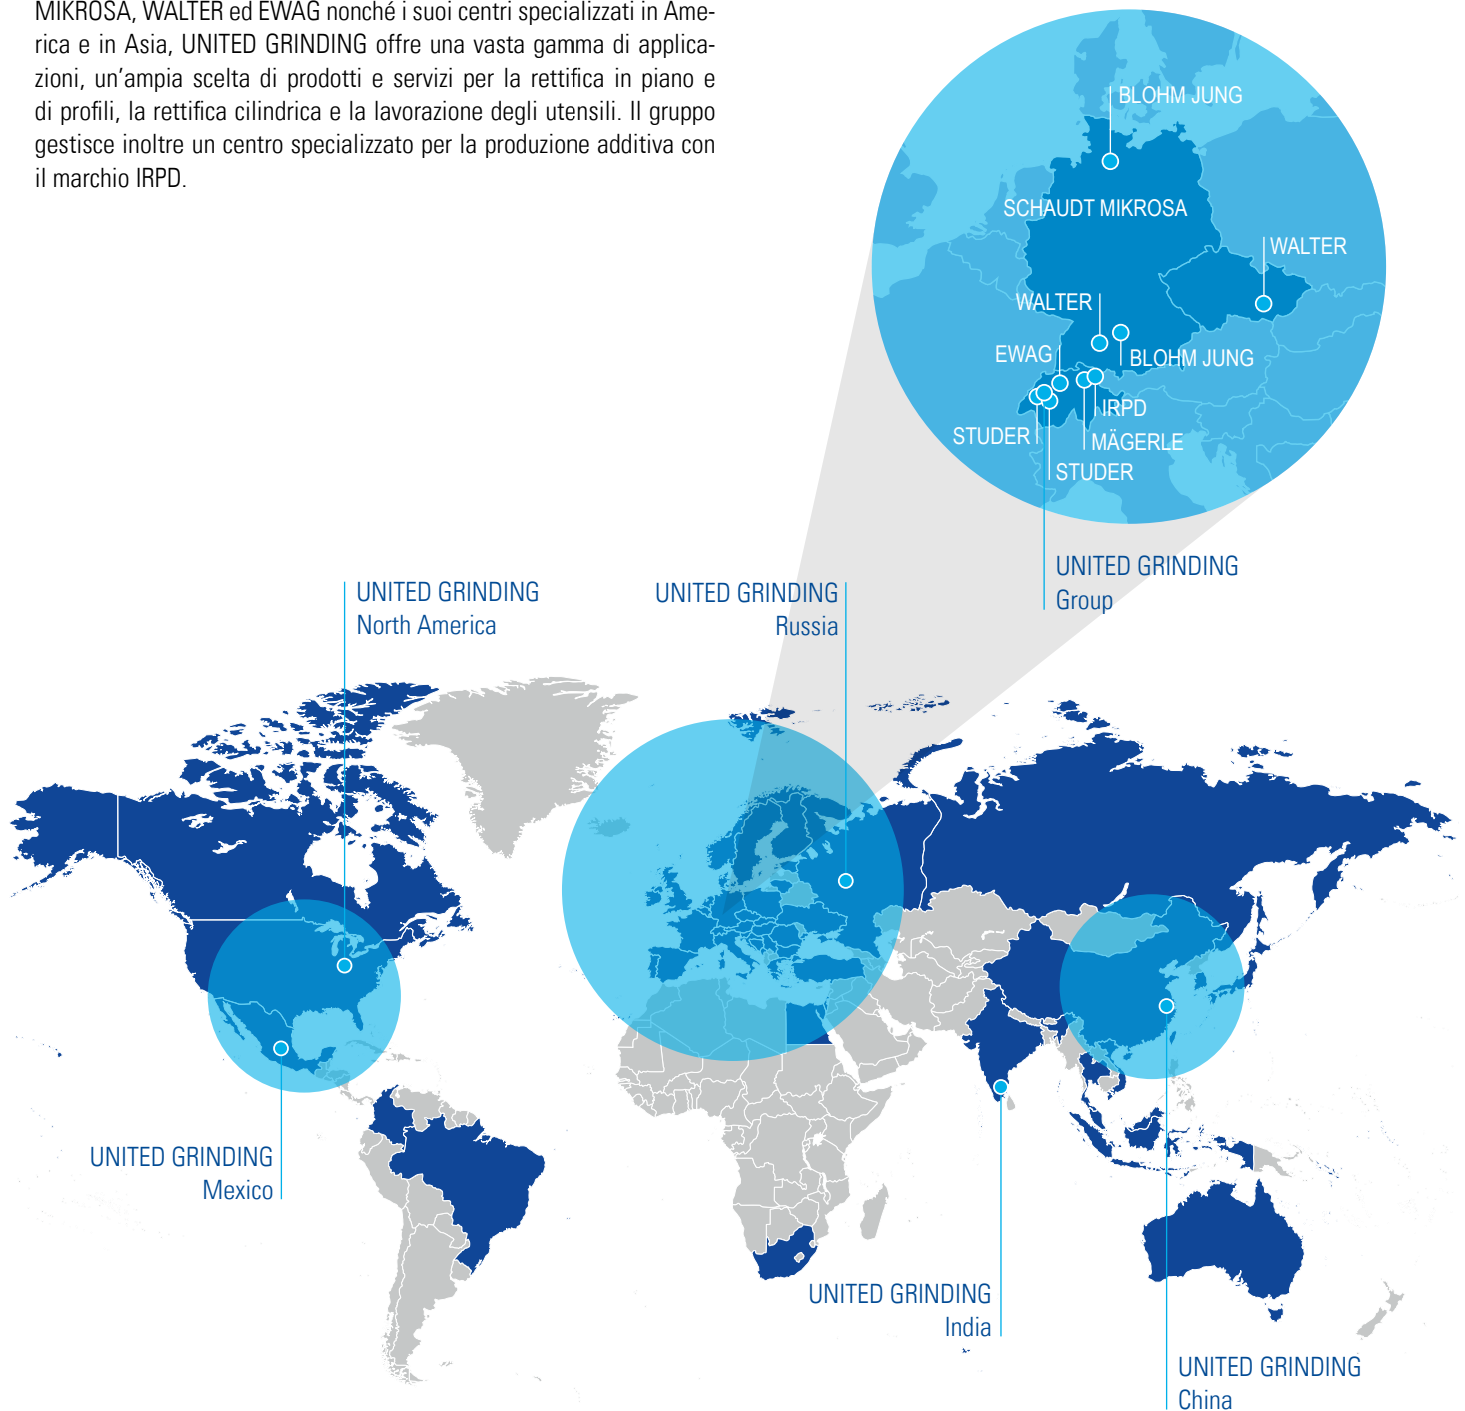 MIKROSA, WALTER ed EWAG nonché i suoi centri specializzati in Ame-
rica e in Asia, UNITED GRINDING offre una vasta gamma di applica-
zioni, un’ampia scelta di prodotti e servizi per la rettifica in piano e
di profili, la rettifica cilindrica e la lavorazione degli utensili. Il gruppo
gestisce inoltre un centro specializzato per la produzione additiva con
il marchio IRPD.
BLOHM JUNG
SCHAUDT MIKROSA
WALTER
WALTER
EWAG
BLOHM JUNG
IRPD
STUDER
MÄGERLE
STUDER
UNITED GRINDING
Group
UNITED GRINDING
North America
UNITED GRINDING
Russia
UNITED GRINDING
Mexico
UNITED GRINDING
India
UNITED GRINDING
China